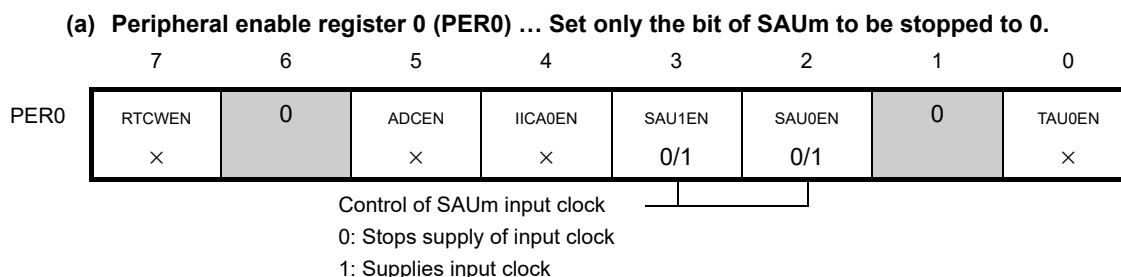 (a) Peripheral enable register 0 (PER0) … Set only the bit of SAUm to be stopped to 0.
7 6 5 4 3 2 1 0
PER0 RTCWEN 0 ADCEN IICA0EN SAU1EN SAU0EN 0 TAU0EN
× × × 0/1 0/1 ×
Control of SAUm input clock
0: Stops supply of input clock
1: Supplies input clock